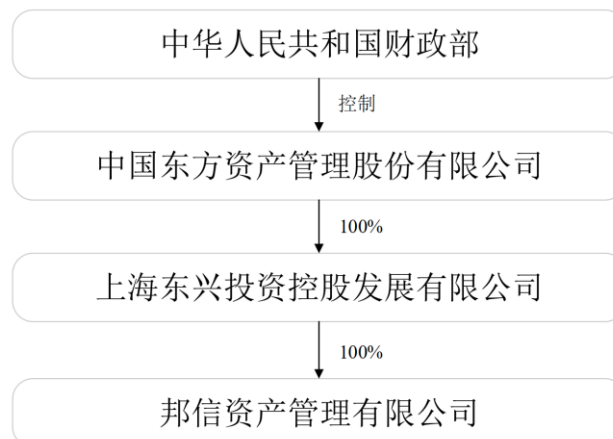 中华人民共和国财政部
控制
中国东方资产管理股份有限公司
100%
上海东兴投资控股发展有限公司
100%
邦信资产管理有限公司